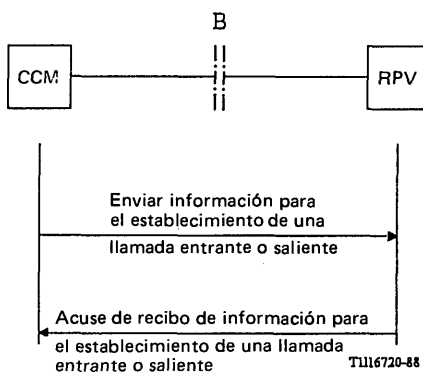 B
CCM
RPV
Enviar información para
el establecimiento de una
llamada entrante o saliente
Acuse de recibo de información para
el establecimiento de una llamada
entrante o saliente
T1116720-88